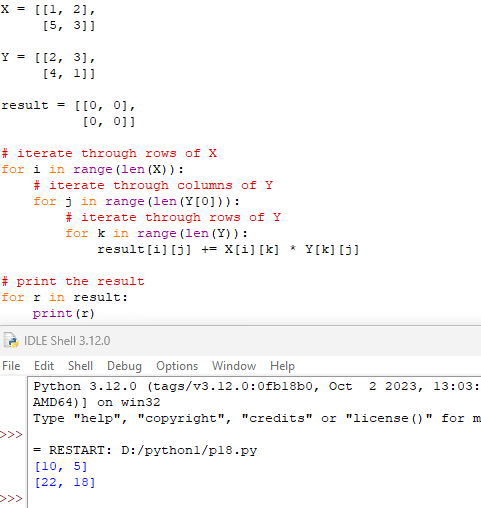 X = [[1, 2],
     [5, 3]]

Y = [[2, 3],
     [4, 1]]

result = [[0, 0],
          [0, 0]]

# iterate through rows of X
for i in range(len(X)):
    # iterate through columns of Y
    for j in range(len(Y[0])):
        # iterate through rows of Y
        for k in range(len(Y)):
            result[i][j] += X[i][k] * Y[k][j]

# print the result
for r in result:
    print(r)
IDLE Shell 3.12.0
File Edit Shell Debug Options Window Help
Python 3.12.0 (tags/v3.12.0:0fb18b0, Oct  2 2023, 13:03:
AMD64)] on win32
Type "help", "copyright", "credits" or "license()" for m
>>>
= RESTART: D:/python1/p18.py
[10, 5]
[22, 18]
>>>